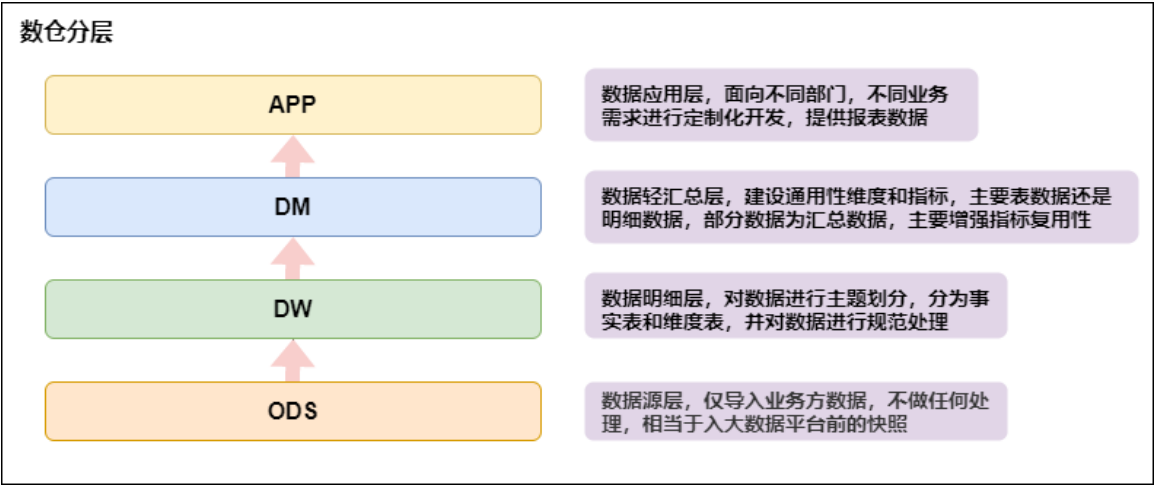 数仓分层
APP
数据应用层，面向不同部门，不同业务
需求进行定制化开发，提供报表数据
DM
数据轻汇总层，建设通用性维度和指标，主要表数据还是
明细数据，部分数据为汇总数据，主要增强指标复用性
DW
数据明细层，对数据进行主题划分，分为事
实表和维度表，并对数据进行规范处理
ODS
数据源层，仅导入业务方数据，不做任何处
理，相当于入大数据平台前的快照